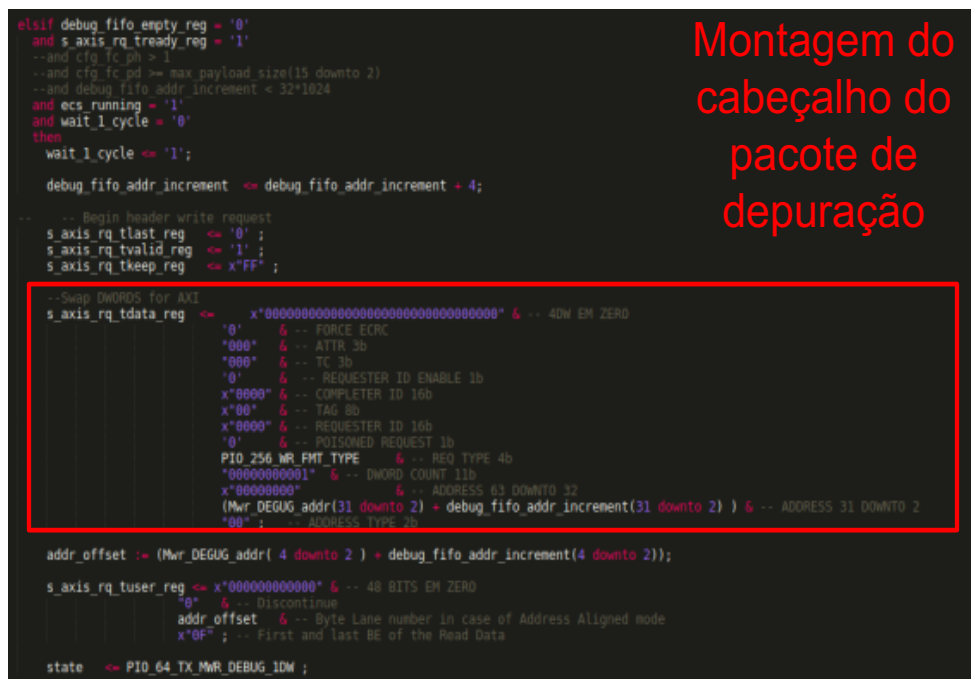 elsif debug_fifo_empty_reg = '0'
and s_axis_rq_tready_reg = '1'
--and cfg_fc_ph > 1
--and cfg_fc_pd >= max_payload_size(15 downto 2)
--and debug_fifo_addr_increment < 32*1024
and ecs_running = '1'
and wait_1_cycle = '0'
then
wait_1_cycle <= '1';
debug_fifo_addr_increment <= debug_fifo_addr_increment + 4;
-- -- Begin header write request
s_axis_rq_tlast_reg <= '0' ;
s_axis_rq_tvalid_reg <= '1' ;
s_axis_rq_tkeep_reg <= x"FF" ;
--Swap DWORDS for AXI
s_axis_rq_tdata_reg <= x"00000000000000000000000000000000" & -- 4DW EM ZERO
'0' & -- FORCE ECRC
"000" & -- ATTR 3b
"000" & -- TC 3b
'0' & -- REQUESTER ID ENABLE 1b
x"0000" & -- COMPLETER ID 16b
x"00" & -- TAG 8b
x"0000" & -- REQUESTER ID 16b
'0' & -- POISONED REQUEST 1b
PIO_256_WR_FMT_TYPE & -- REQ TYPE 4b
"00000000001" & -- DWORD COUNT 11b
x"00000000" & -- ADDRESS 63 DOWNTO 32
(Mwr_DEGUG_addr(31 downto 2) + debug_fifo_addr_increment(31 downto 2) ) & -- ADDRESS 31 DOWNTO 2
"00" ; -- ADDRESS TYPE 2b
addr_offset := (Mwr_DEGUG_addr( 4 downto 2 ) + debug_fifo_addr_increment(4 downto 2));
s_axis_rq_tuser_reg <= x"000000000000" & -- 48 BITS EM ZERO
"0" & -- Discontinue
addr_offset & -- Byte Lane number in case of Address Aligned mode
x"0F" ; -- First and last BE of the Read Data
state <= PIO_64_TX_MWR_DEBUG_1DW ;
Montagem do
cabeçalho do
pacote de
depuração